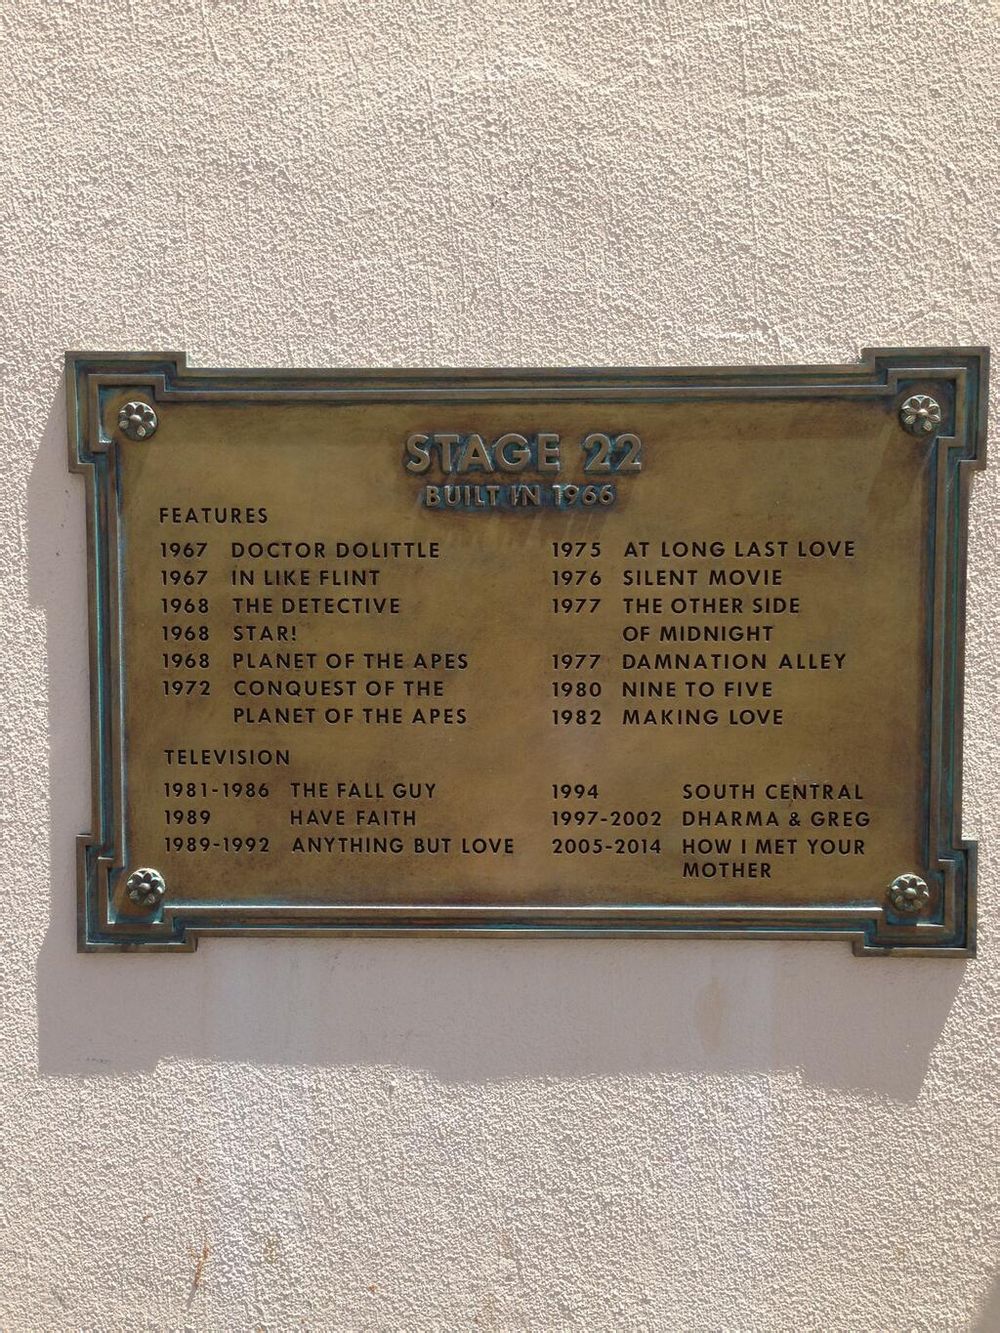 STAGE 22
BUILT IN 1966
FEATURES
1967 DOCTOR DOLITTLE
1967 IN LIKE FLINT
1968 THE DETECTIVE
1968 STAR!
1968 PLANET OF THE APES
1972 CONQUEST OF THE
PLANET OF THE APES
1975 AT LONG LAST LOVE
1976 SILENT MOVIE
1977 THE OTHER SIDE
OF MIDNIGHT
1977 DAMNATION ALLEY
1980 NINE TO FIVE
1982 MAKING LOVE
TELEVISION
1981-1986 THE FALL GUY
1989 HAVE FAITH
1989-1992 ANYTHING BUT LOVE
1994 SOUTH CENTRAL
1997-2002 DHARMA & GREG
2005-2014 HOW I MET YOUR
MOTHER